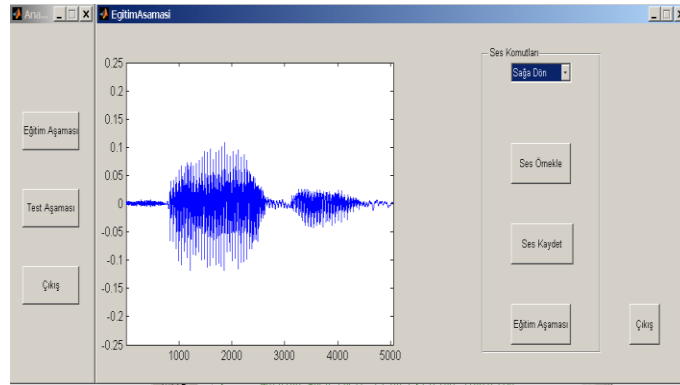 Ana...
EgitimAsamasi
Eğitim Aşaması
Test Aşaması
Çıkış
0.25
0.2
0.15
0.1
0.05
0
-0.05
-0.1
-0.15
-0.2
-0.25
1000 2000 3000 4000 5000
Ses Komutları
Sağa Dön
Ses Örnekle
Ses Kaydet
Eğitim Aşaması
Çıkış